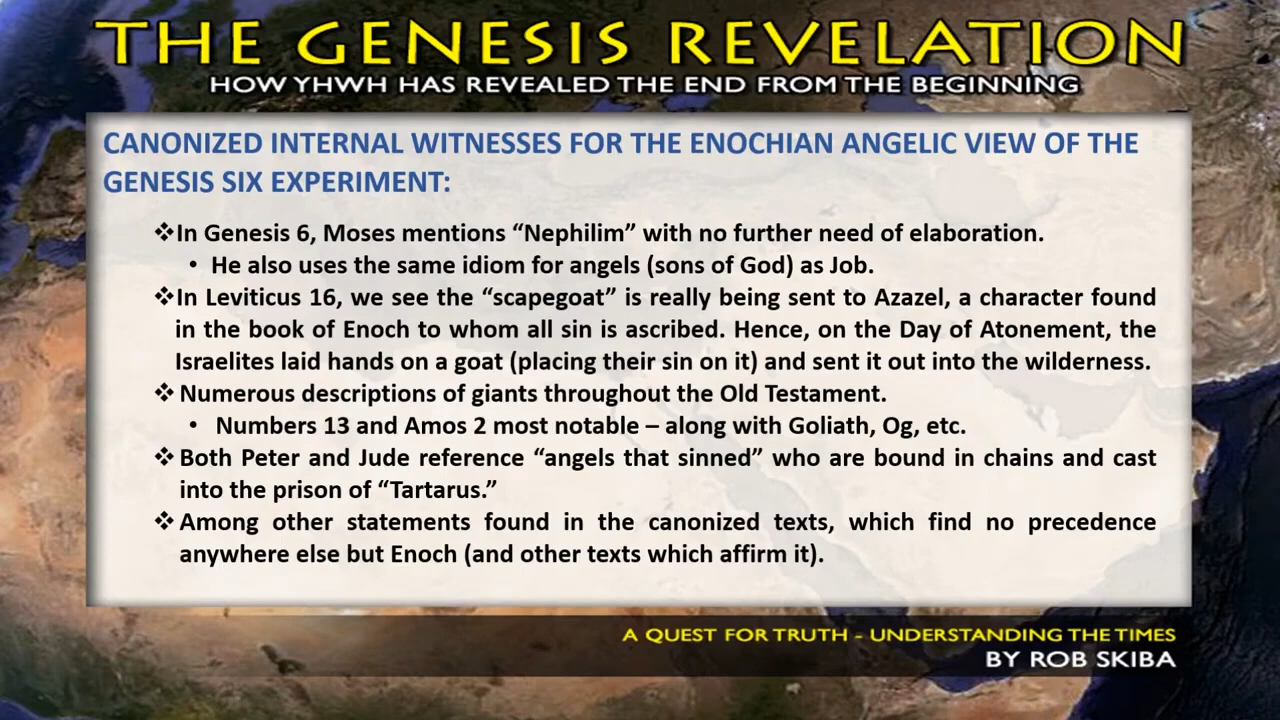 THE GENESIS REVELATION
HOW YHWH HAS REVEALED THE END FROM THE BEGINNING
CANONIZED INTERNAL WITNESSES FOR THE ENOCHIAN ANGELIC VIEW OF THE
GENESIS SIX EXPERIMENT:
❖In Genesis 6, Moses mentions “Nephilim” with no further need of elaboration.
• He also uses the same idiom for angels (sons of God) as Job.
❖In Leviticus 16, we see the “scapegoat” is really being sent to Azazel, a character found
in the book of Enoch to whom all sin is ascribed. Hence, on the Day of Atonement, the
Israelites laid hands on a goat (placing their sin on it) and sent it out into the wilderness.
❖ Numerous descriptions of giants throughout the Old Testament.
• Numbers 13 and Amos 2 most notable – along with Goliath, Og, etc.
❖ Both Peter and Jude reference “angels that sinned” who are bound in chains and cast
into the prison of “Tartarus.”
❖ Among other statements found in the canonized texts, which find no precedence
anywhere else but Enoch (and other texts which affirm it).
A QUEST FOR TRUTH - UNDERSTANDING THE TIMES
BY ROB SKIBA